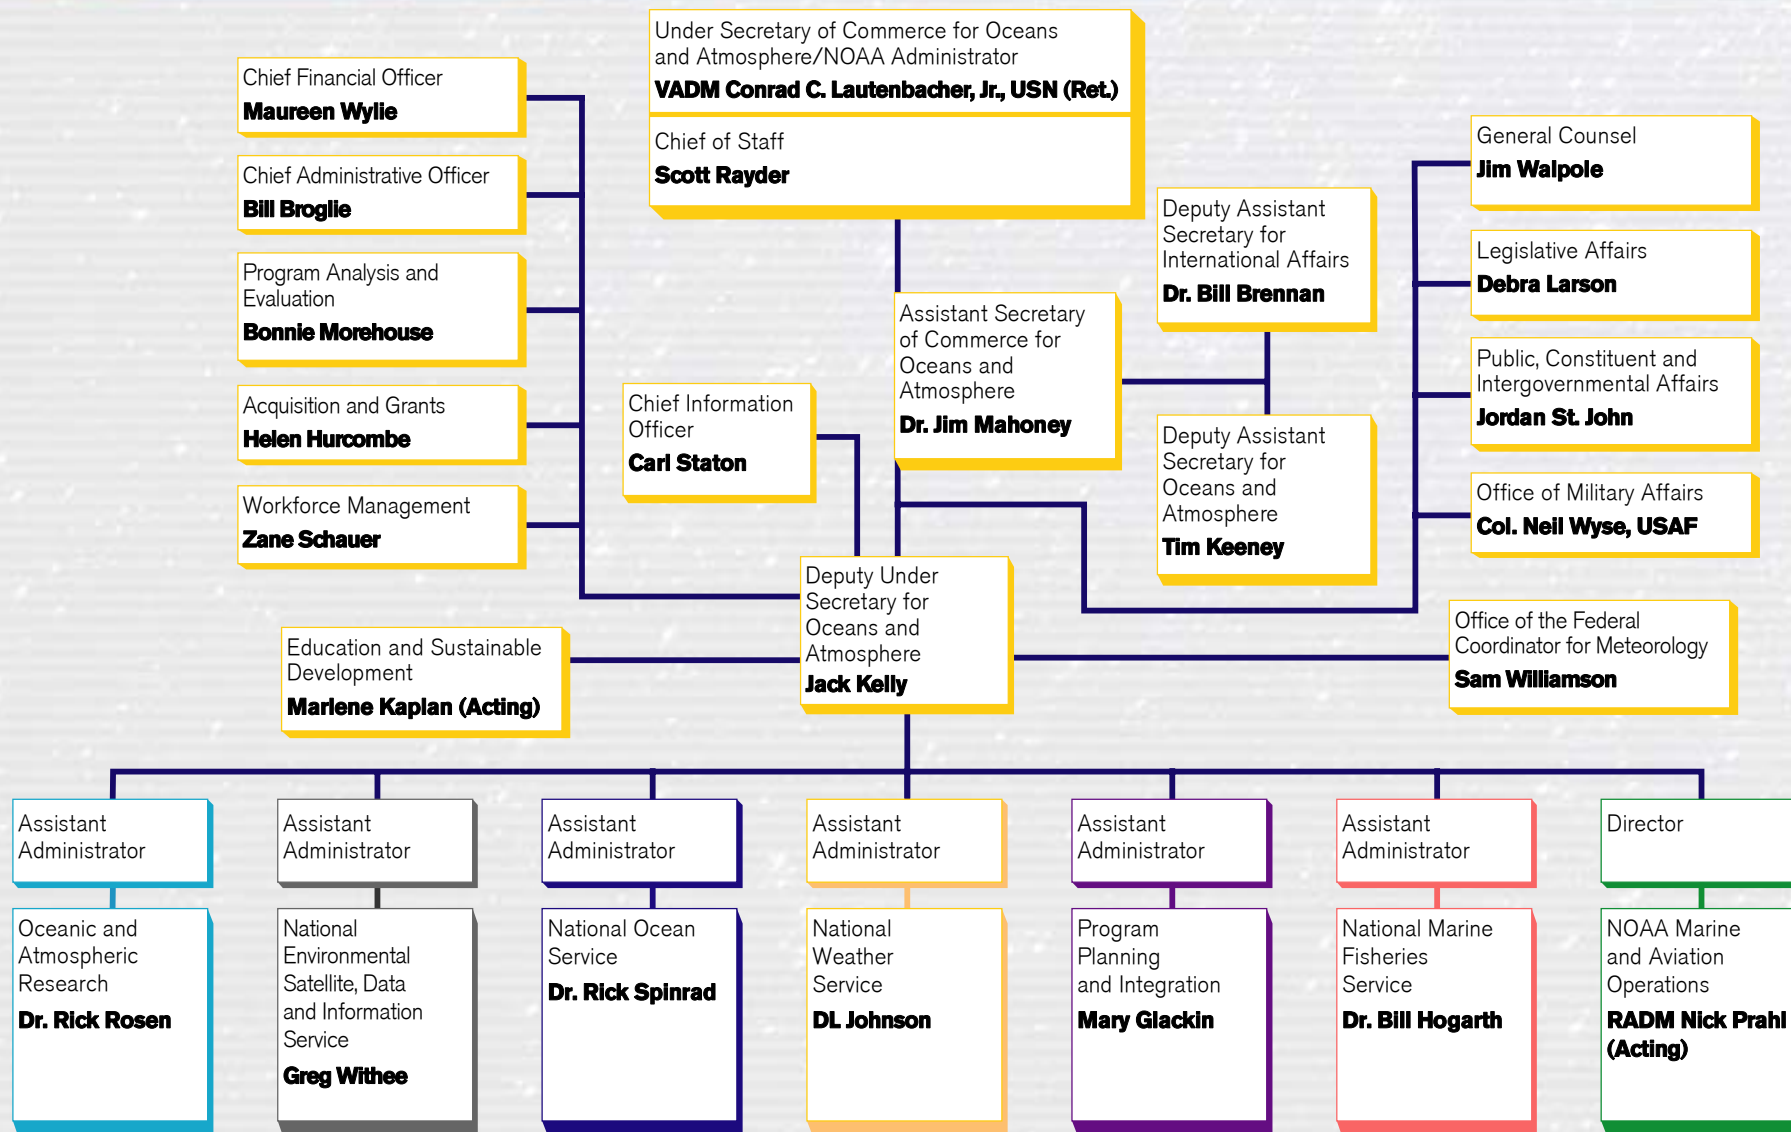 Under Secretary of Commerce for Oceans
and Atmosphere/NOAA Administrator
VADM Conrad C. Lautenbacher, Jr., USN (Ret.)
Chief of Staff
Scott Rayder
Chief Financial Officer
Maureen Wylie
Chief Administrative Officer
Bill Broglie
Program Analysis and
Evaluation
Bonnie Morehouse
Acquisition and Grants
Helen Hurcombe
Workforce Management
Zane Schauer
Chief Information
Officer
Carl Staton
Assistant Secretary
of Commerce for
Oceans and
Atmosphere
Dr. Jim Mahoney
Deputy Assistant
Secretary for
International Affairs
Dr. Bill Brennan
Deputy Assistant
Secretary for
Oceans and
Atmosphere
Tim Keeney
General Counsel
Jim Walpole
Legislative Affairs
Debra Larson
Public, Constituent and
Intergovernmental Affairs
Jordan St. John
Office of Military Affairs
Col. Neil Wyse, USAF
Deputy Under
Secretary for
Oceans and
Atmosphere
Jack Kelly
Education and Sustainable
Development
Marlene Kaplan (Acting)
Office of the Federal
Coordinator for Meteorology
Sam Williamson
Assistant
Administrator
Oceanic and
Atmospheric
Research
Dr. Rick Rosen
Assistant
Administrator
National
Environmental
Satellite, Data
and Information
Service
Greg Withee
Assistant
Administrator
National Ocean
Service
Dr. Rick Spinrad
Assistant
Administrator
National
Weather
Service
DL Johnson
Assistant
Administrator
Program
Planning
and Integration
Mary Glackin
Assistant
Administrator
National Marine
Fisheries
Service
Dr. Bill Hogarth
Director
NOAA Marine
and Aviation
Operations
RADM Nick Prahl
(Acting)